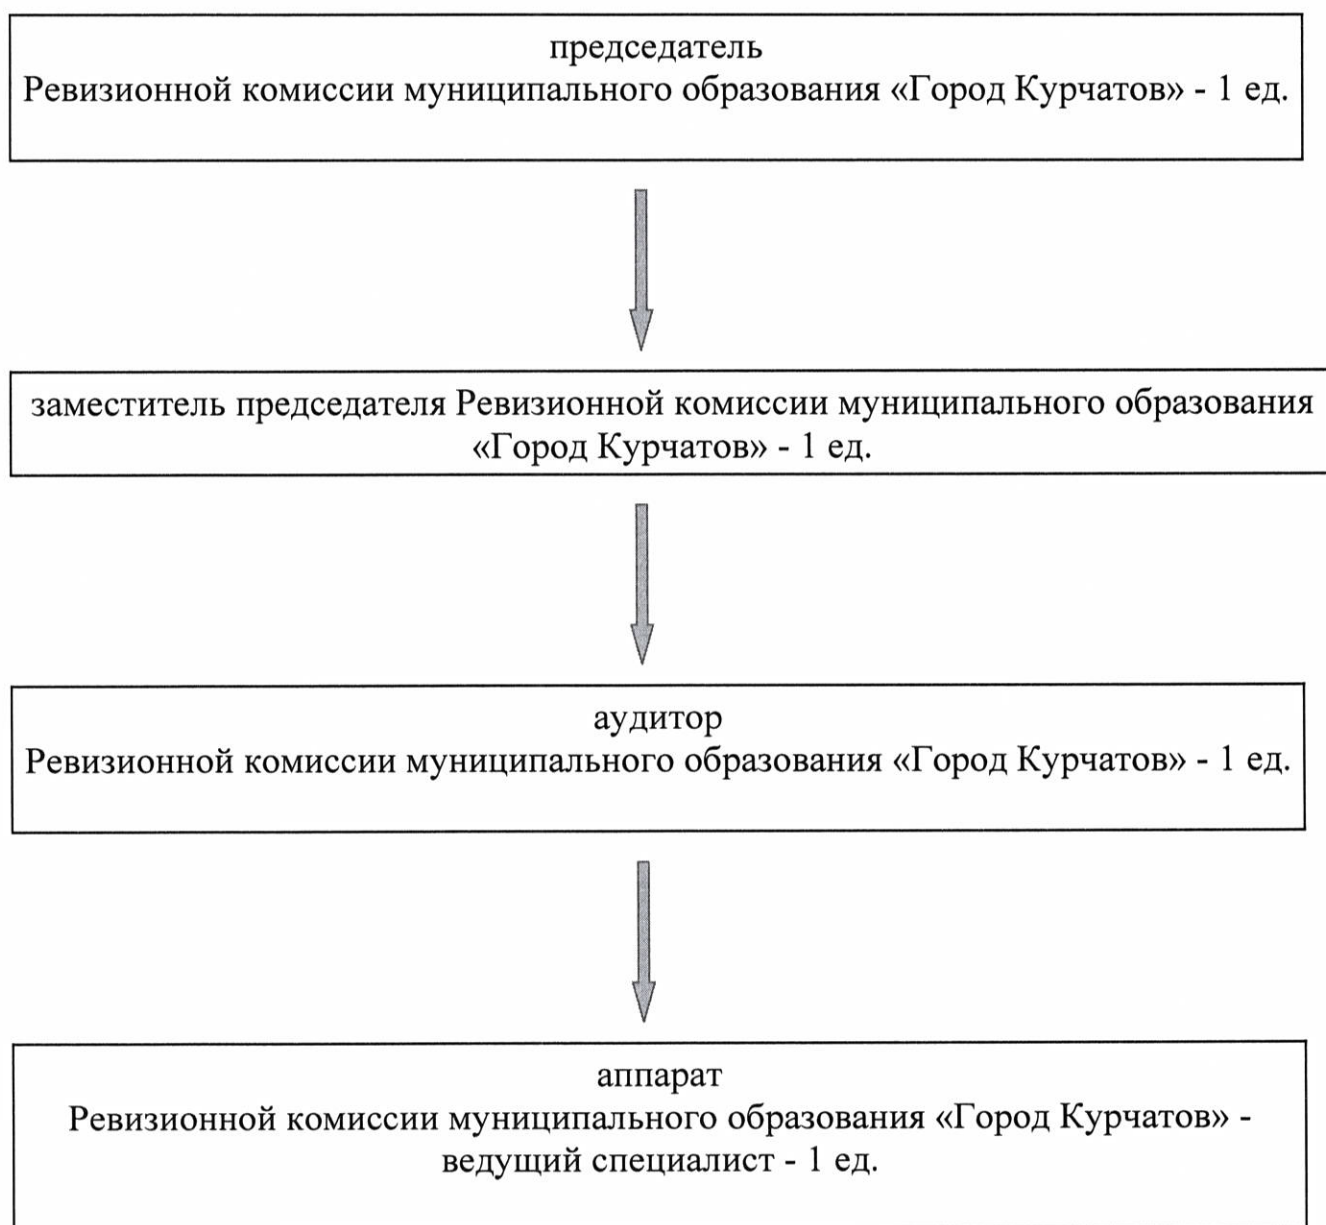 председатель
Ревизионной комиссии муниципального образования «Город Курчатов» - 1 ед.
заместитель председателя Ревизионной комиссии муниципального образования
«Город Курчатов» - 1 ед.
аудитор
Ревизионной комиссии муниципального образования «Город Курчатов» - 1 ед.
аппарат
Ревизионной комиссии муниципального образования «Город Курчатов» -
ведущий специалист - 1 ед.